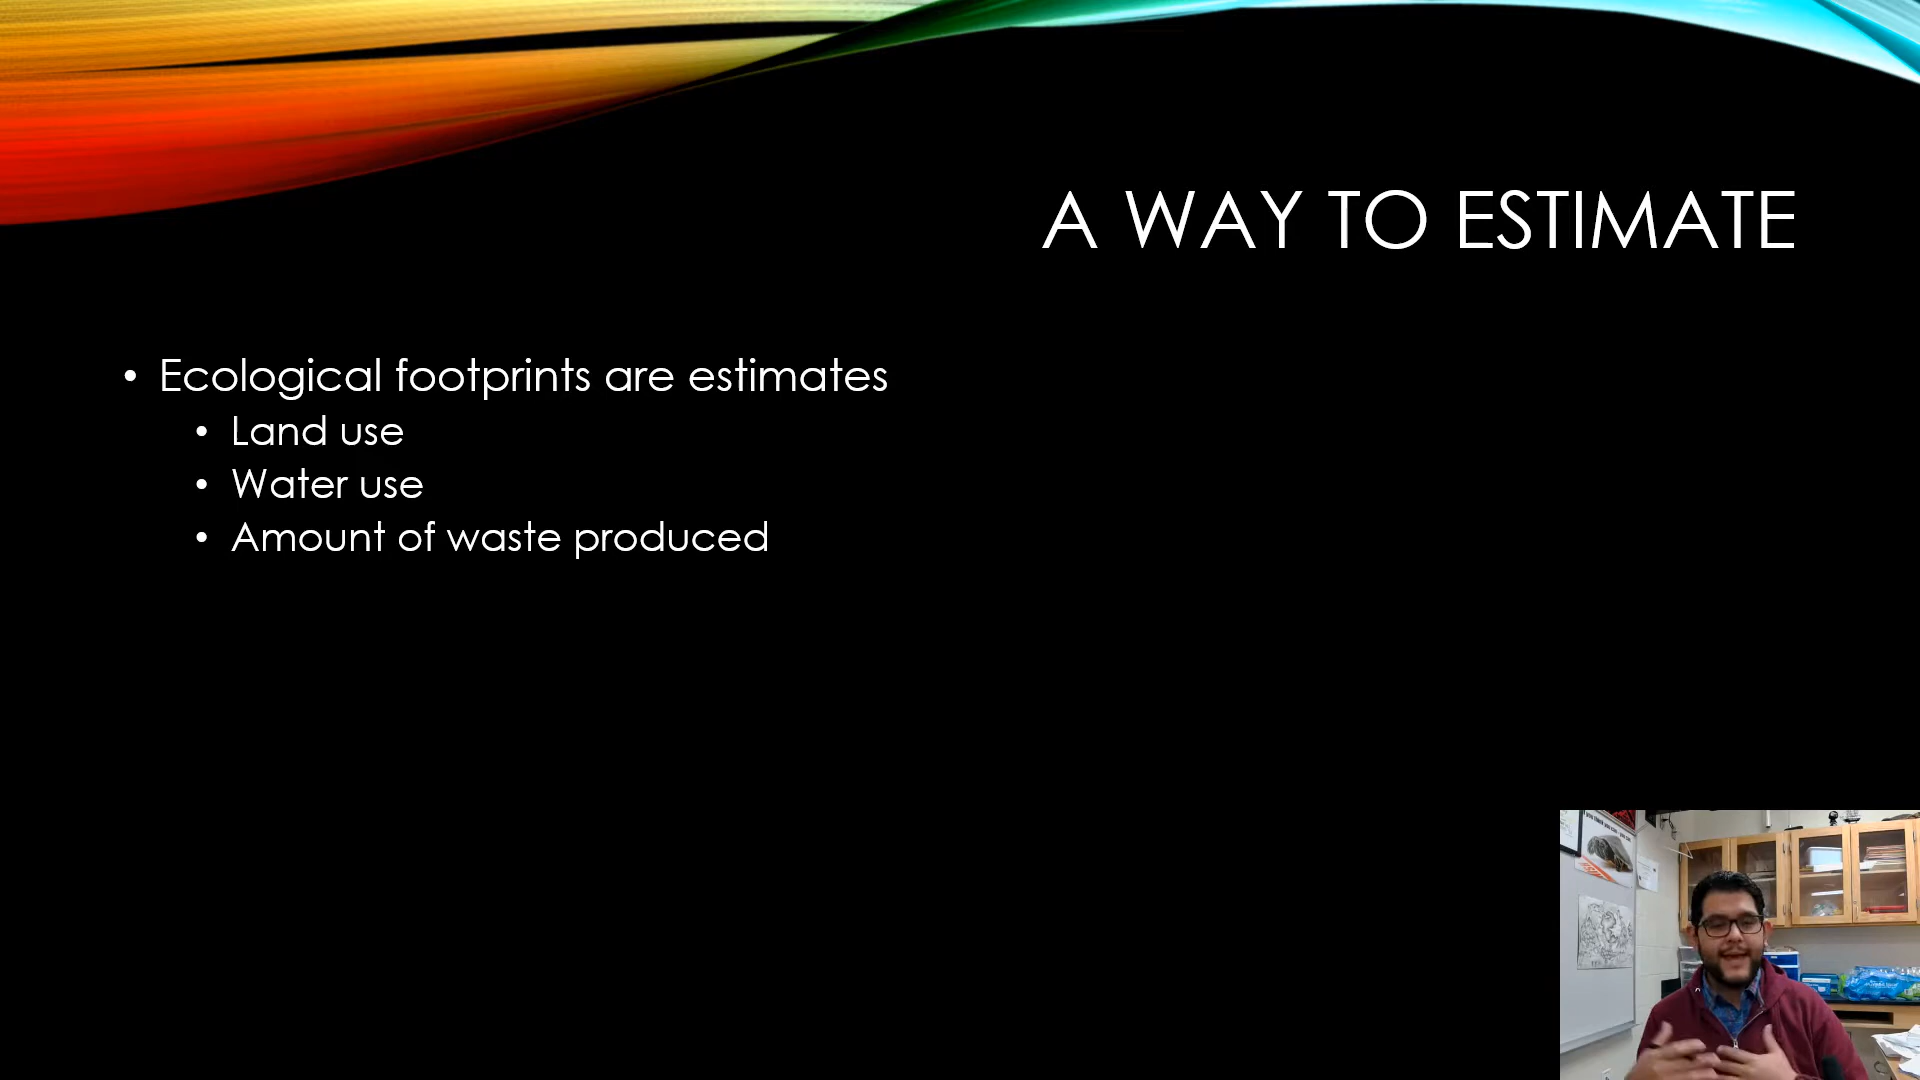 A WAY TO ESTIMATE
• Ecological footprints are estimates
• Land use
• Water use
• Amount of waste produced